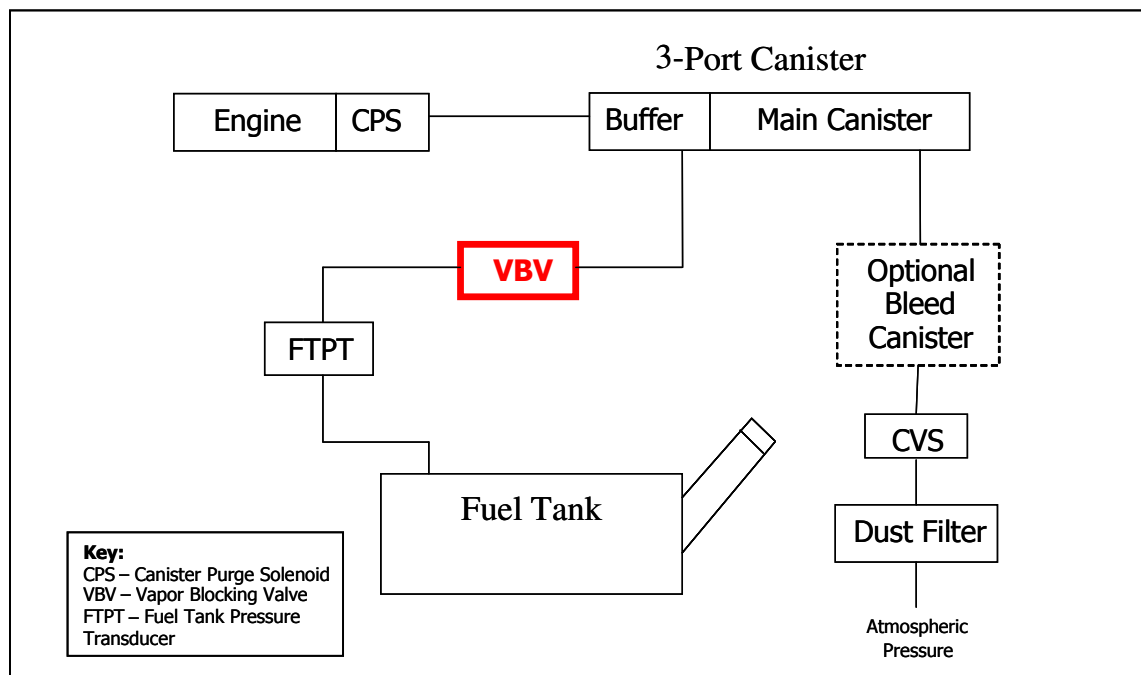 3-Port Canister
Engine
CPS
Buffer
Main Canister
VBV
Optional
Bleed
Canister
FTPT
CVS
Fuel Tank
Dust Filter
Key:
CPS – Canister Purge Solenoid
VBV – Vapor Blocking Valve
FTPT – Fuel Tank Pressure
Transducer
Atmospheric
Pressure